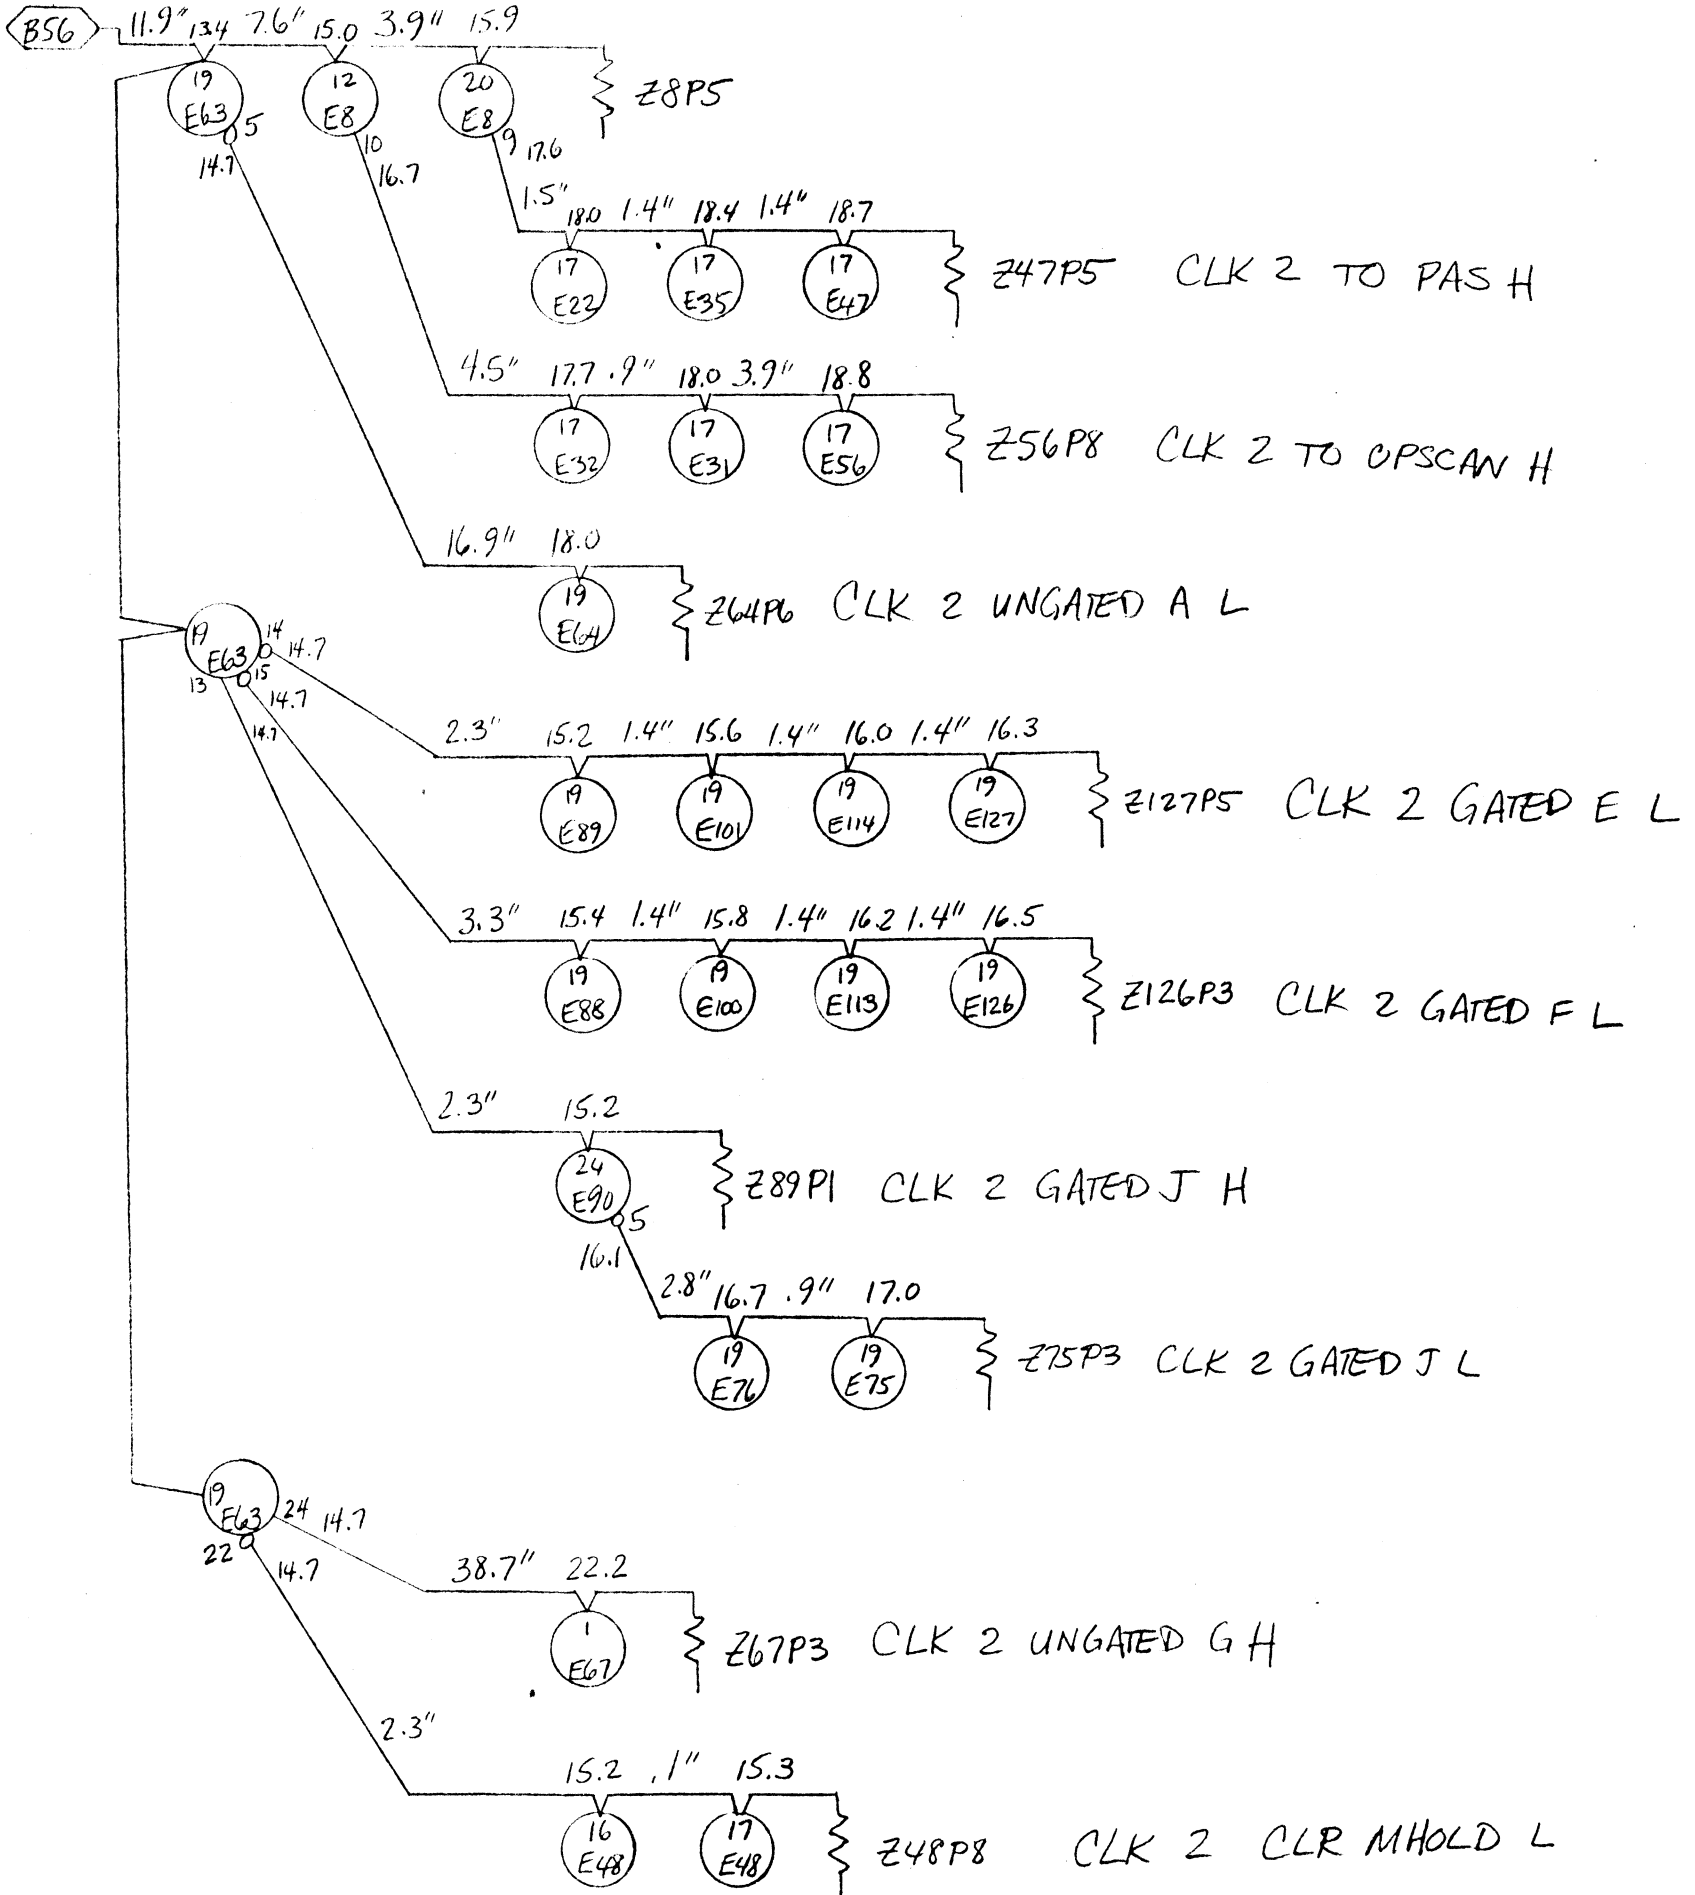 B56 11.9" 13.4 7.6" 15.0 3.9" 15.9
19 E63 5 14.7
12 E8 10 16.7
20 E8 9 17.6
Z8P5
1.5" 18.0 1.4" 18.4 1.4" 18.7
17 E22
17 E35
17 E47
Z47P5 CLK 2 TO PAS H
4.5" 17.7 .9" 18.0 3.9" 18.8
17 E32
17 E31
17 E56
Z56P8 CLK 2 TO OPSCAN H
16.9" 18.0
19 E64
Z64P6 CLK 2 UNGATED A L
19 E63
14 14.7
15 14.7
13 14.7
2.3" 15.2 1.4" 15.6 1.4" 16.0 1.4" 16.3
19 E89
19 E101
19 E114
19 E127
Z127P5 CLK 2 GATED E L
3.3" 15.4 1.4" 15.8 1.4" 16.2 1.4" 16.5
19 E88
19 E100
19 E113
19 E126
Z126P3 CLK 2 GATED F L
2.3" 15.2
24 E90 5 16.1
Z89P1 CLK 2 GATED J H
2.8" 16.7 .9" 17.0
19 E76
19 E75
Z75P3 CLK 2 GATED J L
19 E63
24 14.7
22 14.7
38.7" 22.2
1 E67
Z67P3 CLK 2 UNGATED G H
2.3"
15.2 .1" 15.3
16 E48
17 E48
Z48P8 CLK 2 CLR MHOLD L